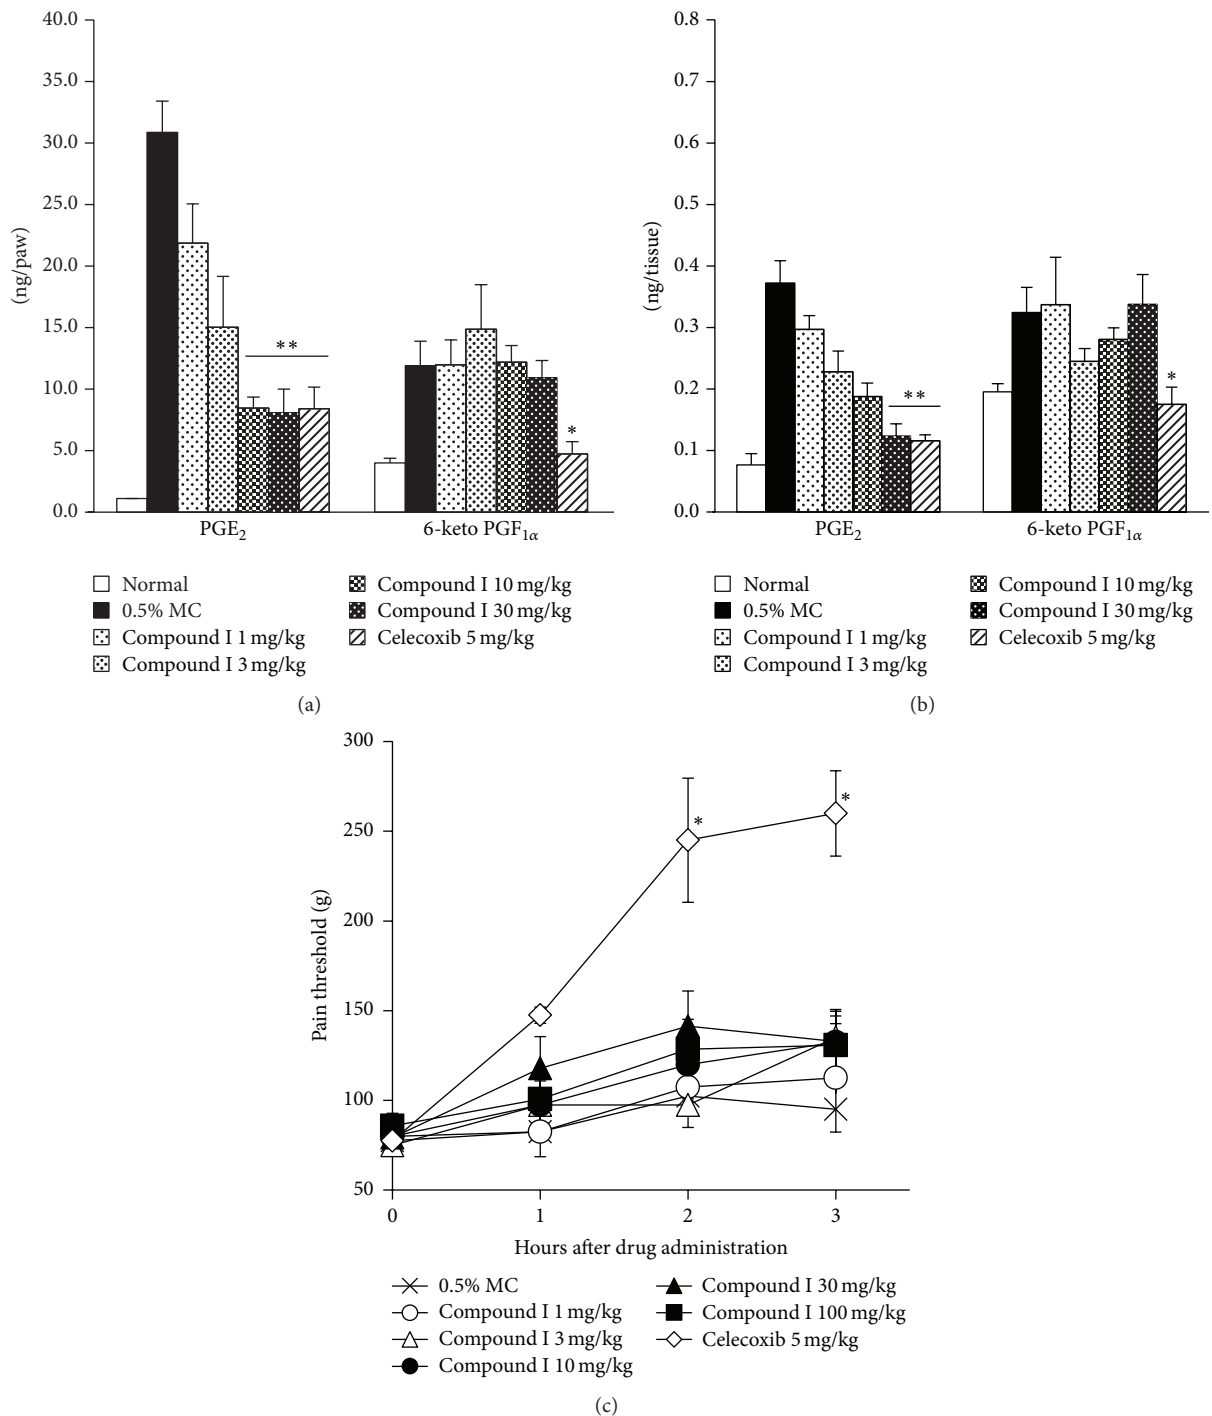 40.0
35.0
30.0
25.0
20.0
15.0
10.0
5.0
0.0
(ng/paw)
**
*
PGE2
6-keto PGF1α
Normal
0.5% MC
Compound I 1 mg/kg
Compound I 3 mg/kg
Compound I 10 mg/kg
Compound I 30 mg/kg
Celecoxib 5 mg/kg
(a)
0.8
0.7
0.6
0.5
0.4
0.3
0.2
0.1
0.0
(ng/tissue)
**
*
PGE2
6-keto PGF1α
Normal
0.5% MC
Compound I 1 mg/kg
Compound I 3 mg/kg
Compound I 10 mg/kg
Compound I 30 mg/kg
Celecoxib 5 mg/kg
(b)
300
250
200
150
100
50
Pain threshold (g)
*
*
0
1
2
3
Hours after drug administration
0.5% MC
Compound I 1 mg/kg
Compound I 3 mg/kg
Compound I 10 mg/kg
Compound I 30 mg/kg
Compound I 100 mg/kg
Celecoxib 5 mg/kg
(c)